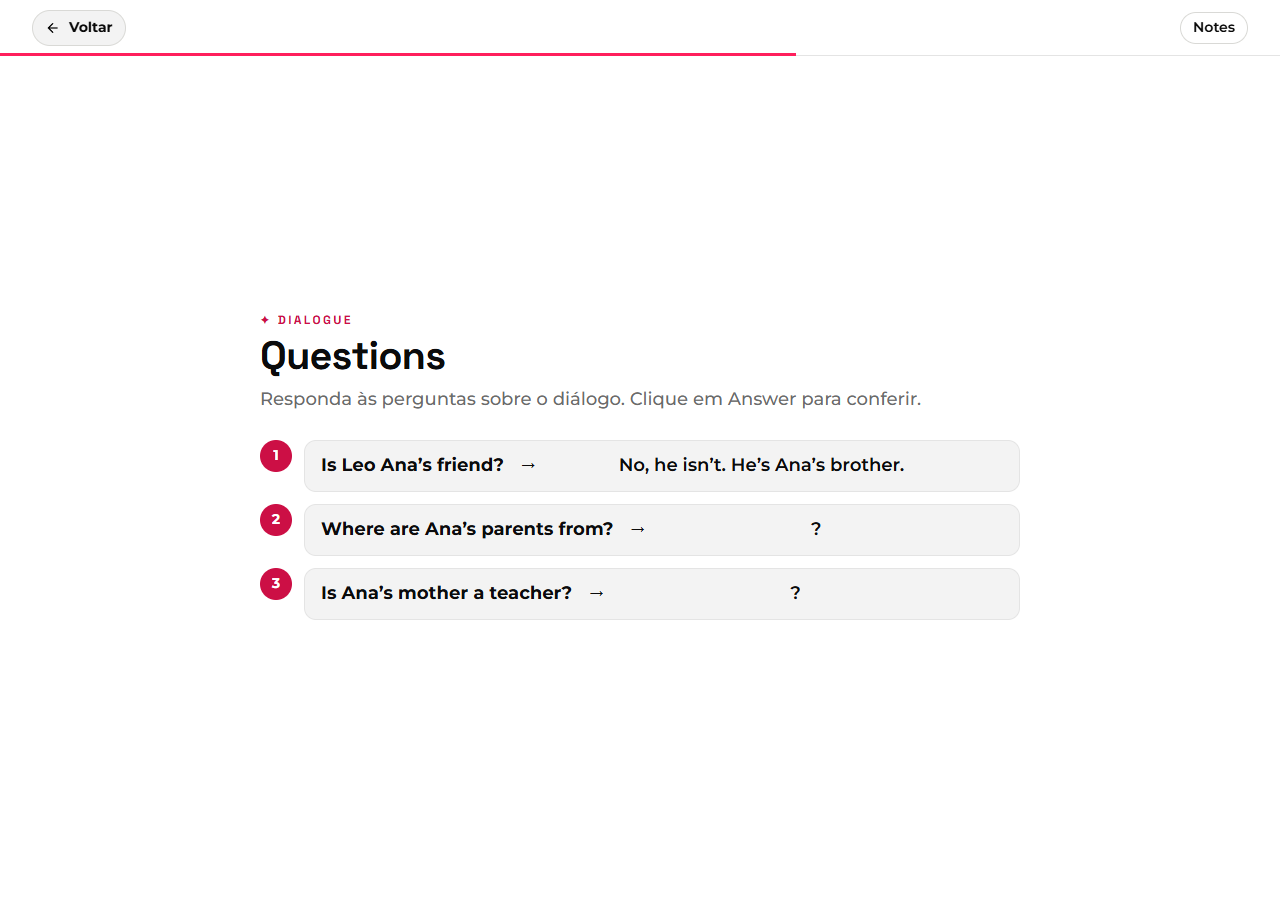 ← Voltar
Notes
✦ DIALOGUE
Questions
Responda às perguntas sobre o diálogo. Clique em Answer para conferir.
1 Is Leo Ana’s friend? → No, he isn’t. He’s Ana’s brother.
2 Where are Ana’s parents from? → ?
3 Is Ana’s mother a teacher? → ?